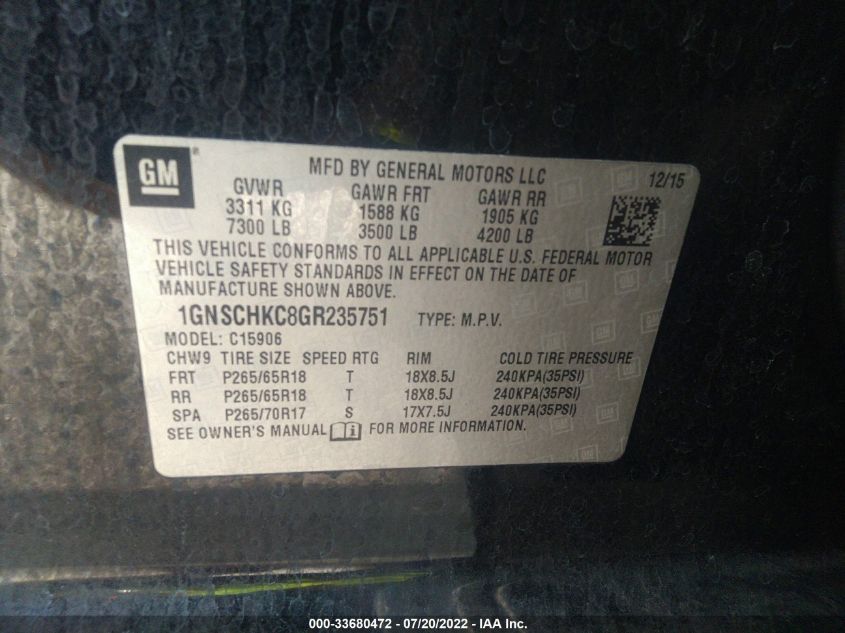 GM ® MFD BY GENERAL MOTORS LLC 12/15
GVWR GAWR FRT GAWR RR
3311 KG 1588 KG 1905 KG
7300 LB 3500 LB 4200 LB
THIS VEHICLE CONFORMS TO ALL APPLICABLE U.S. FEDERAL MOTOR
VEHICLE SAFETY STANDARDS IN EFFECT ON THE DATE OF
MANUFACTURE SHOWN ABOVE.
1GNSCHKC8GR235751 TYPE: M.P.V.
MODEL: C15906
CHW9 TIRE SIZE SPEED RTG RIM COLD TIRE PRESSURE
FRT P265/65R18 T 18X8.5J 240KPA(35PSI)
RR P265/65R18 T 18X8.5J 240KPA(35PSI)
SPA P265/70R17 S 17X7.5J 240KPA(35PSI)
SEE OWNER'S MANUAL i FOR MORE INFORMATION.
000-33680472 - 07/20/2022 - IAA Inc.